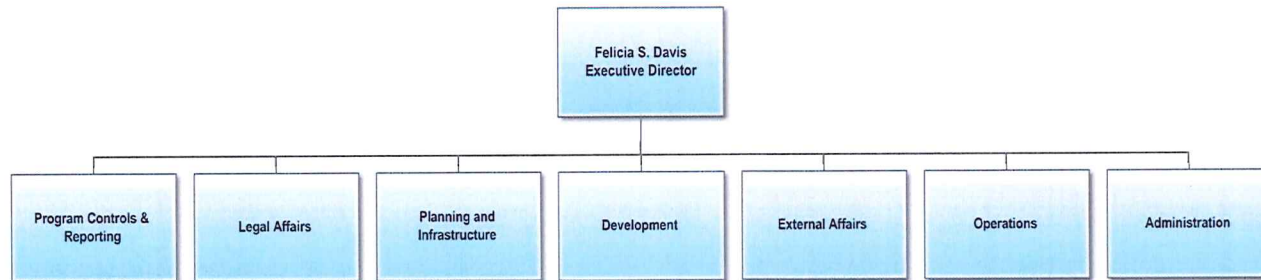 Felicia S. Davis
Executive Director
Program Controls &
Reporting
Legal Affairs
Planning and
Infrastructure
Development
External Affairs
Operations
Administration